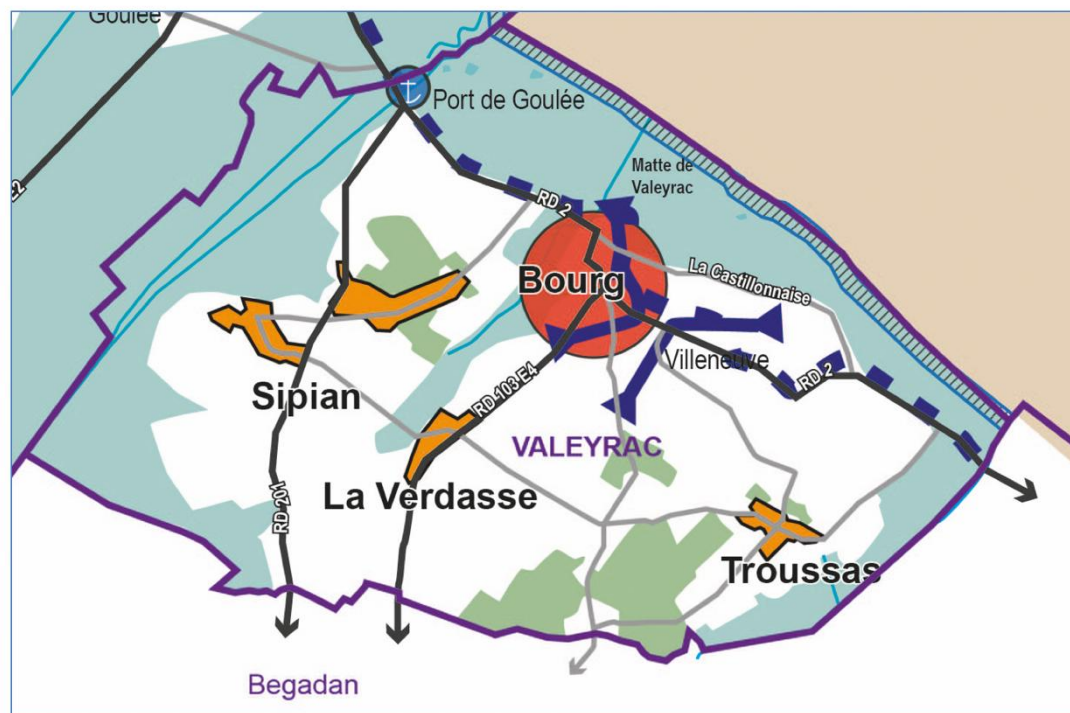 Goulée
Port de Goulée
Matte de
Valeyrac
RD 2
Bourg
La Castillonnaise
Villeneuve
RD 2
Sipian
RD 103 E4
VALEYRAC
La Verdasse
RD 201
Troussas
Begadan